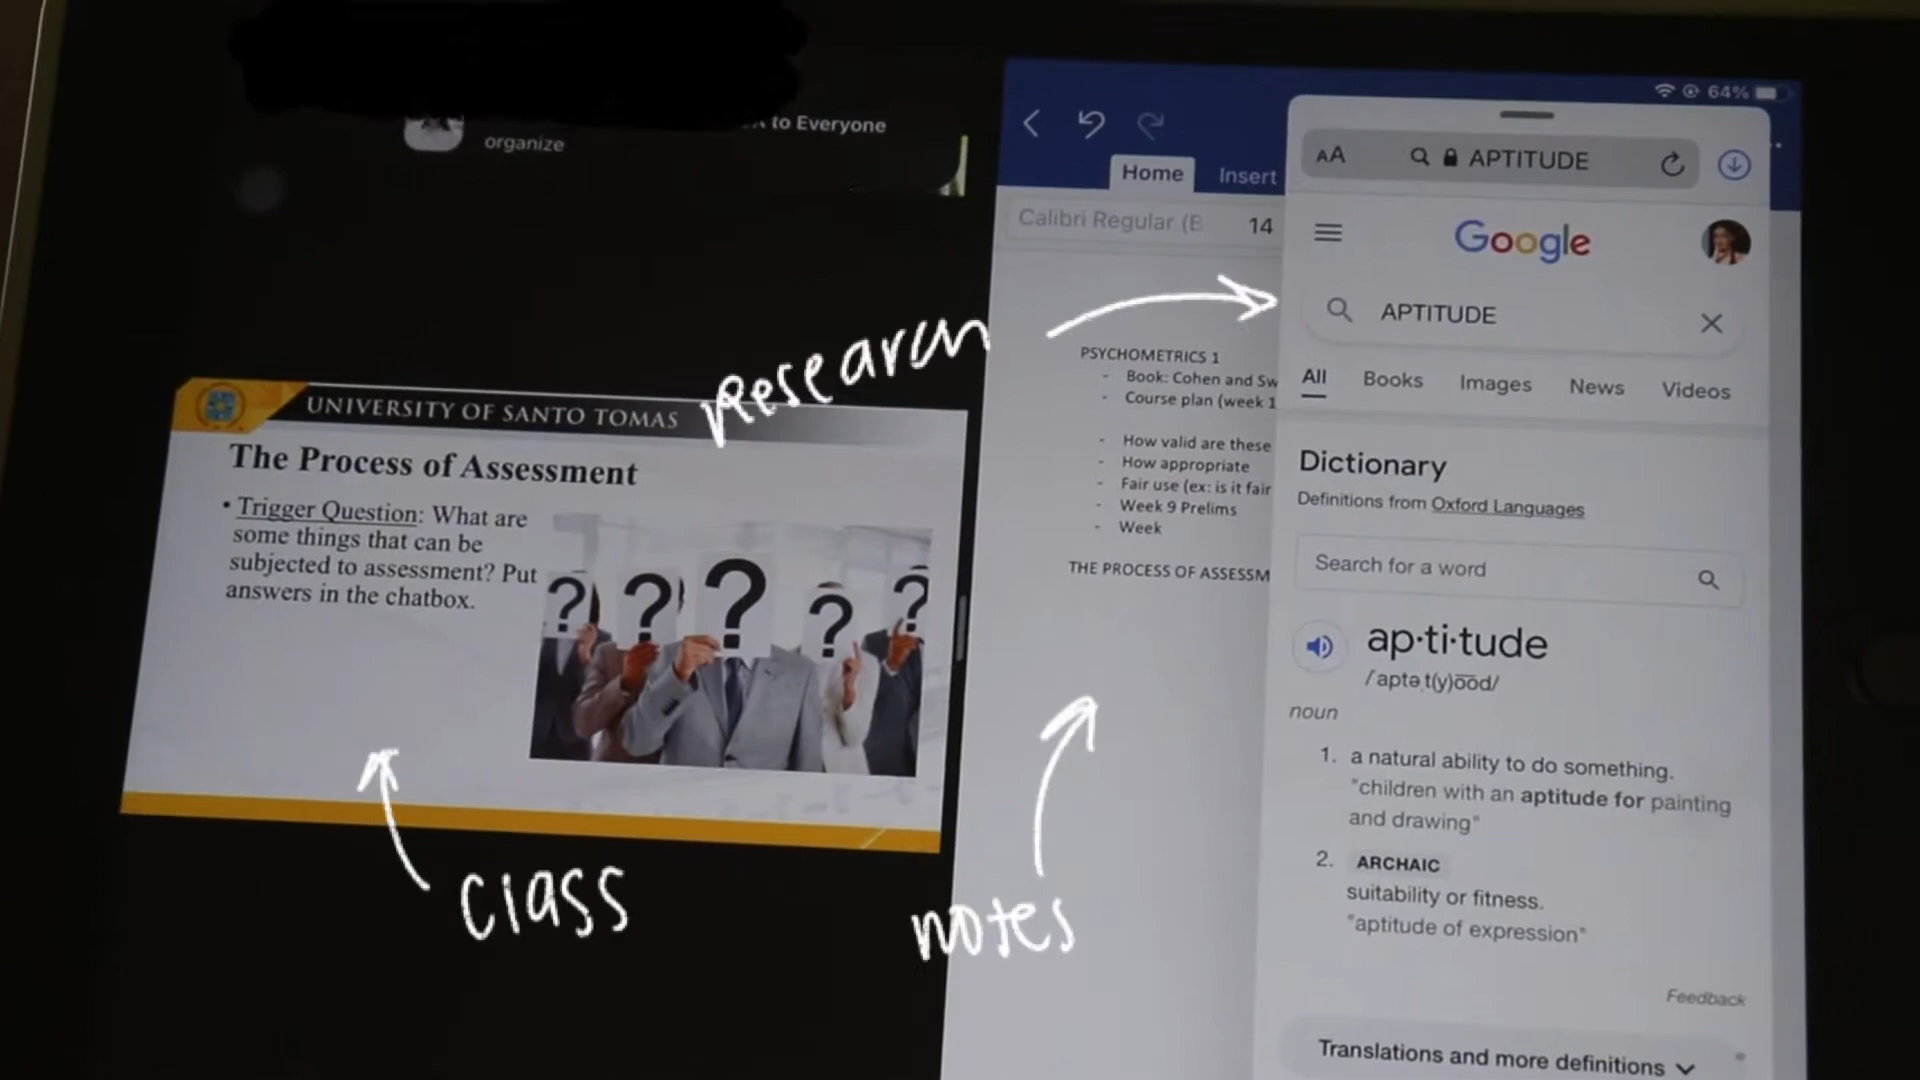 to Everyone
organize
UNIVERSITY OF SANTO TOMAS
The Process of Assessment
• Trigger Question: What are
some things that can be
subjected to assessment? Put
answers in the chatbox.
? ? ? ? ?
class
research
notes
64%
Home Insert
Calibri Regular (B 14
PSYCHOMETRICS 1
- Book: Cohen and Sw
- Course plan (week 1
- How valid are these
- How appropriate
- Fair use (ex: is it fair
- Week 9 Prelims
- Week
THE PROCESS OF ASSESSM
AA APTITUDE
Google
APTITUDE
All Books Images News Videos
Dictionary
Definitions from Oxford Languages
Search for a word
ap·ti·tude
/ˈaptəˌt(y)o͞od/
noun
1. a natural ability to do something.
"children with an aptitude for painting
and drawing"
2. ARCHAIC
suitability or fitness.
"aptitude of expression"
Feedback
Translations and more definitions